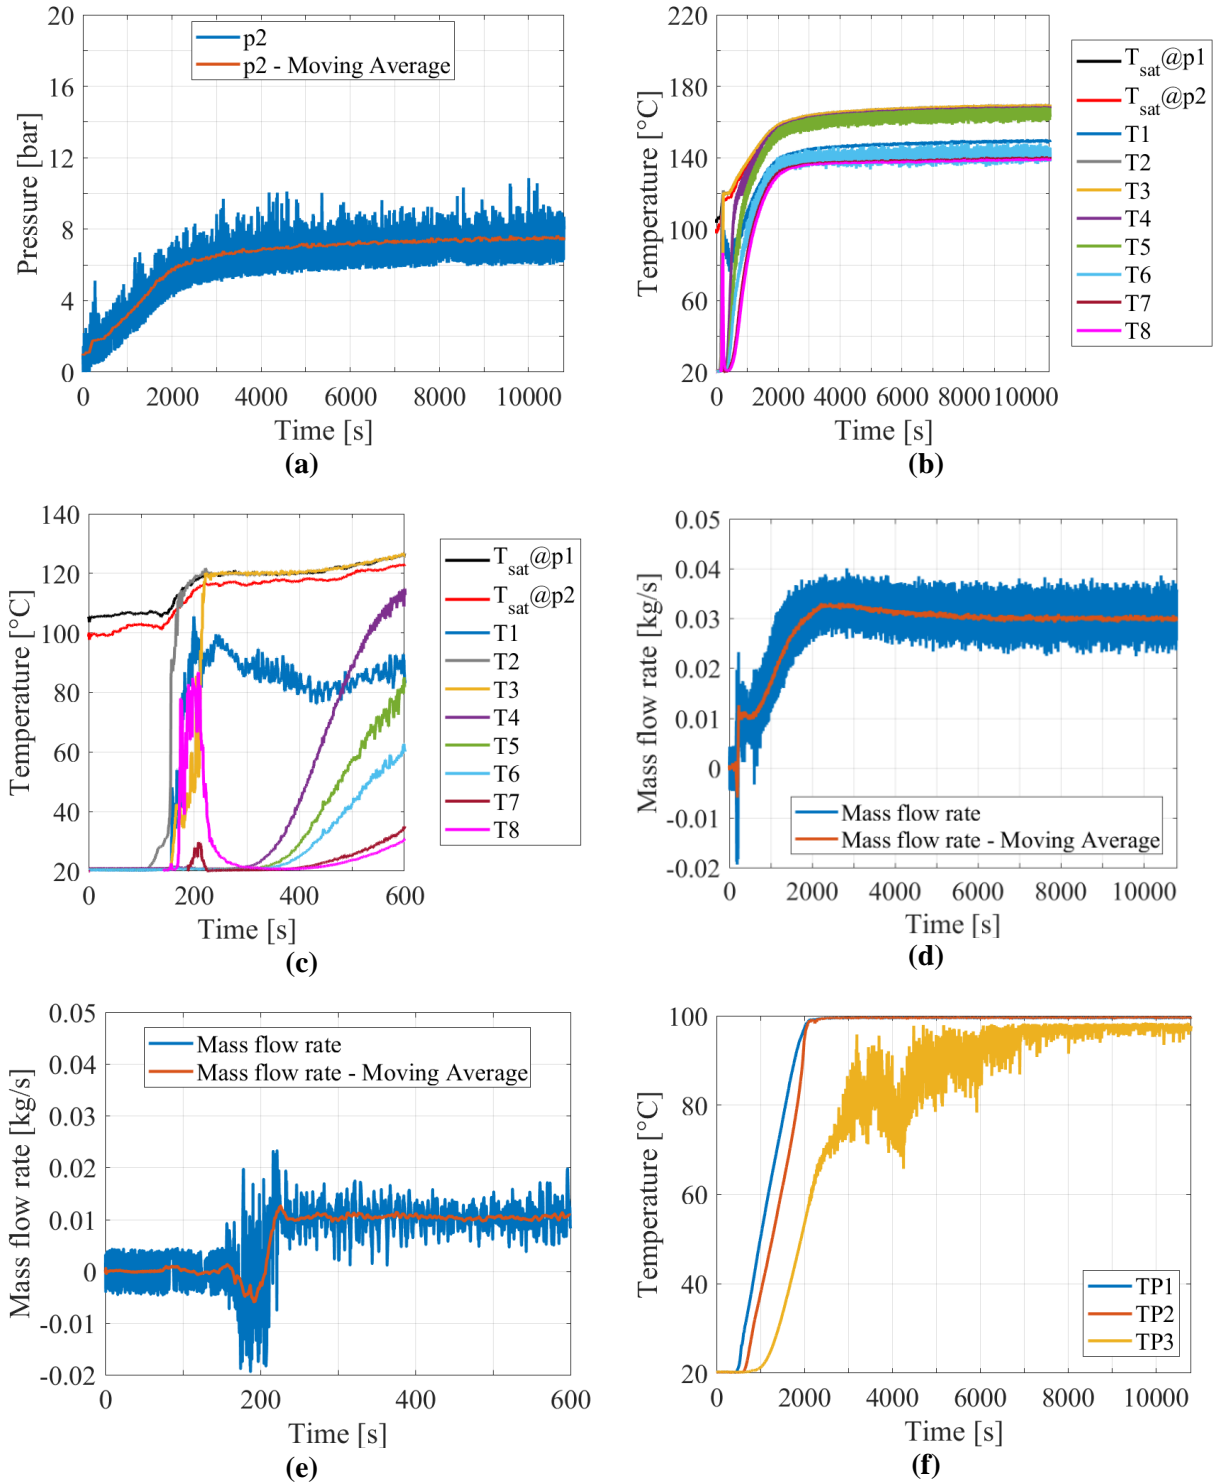 20
16
12
8
4
0
Pressure [bar]
p2
p2 - Moving Average
0 2000 4000 6000 8000 10000
Time [s]
(a)
220
180
140
100
60
20
Temperature [°C]
0 2000 4000 6000 8000 10000
Time [s]
T_sat@p1
T_sat@p2
T1
T2
T3
T4
T5
T6
T7
T8
(b)
140
120
100
80
60
40
20
Temperature [°C]
0 200 400 600
Time [s]
T_sat@p1
T_sat@p2
T1
T2
T3
T4
T5
T6
T7
T8
(c)
0.05
0.04
0.03
0.02
0.01
0
-0.01
-0.02
Mass flow rate [kg/s]
Mass flow rate
Mass flow rate - Moving Average
0 2000 4000 6000 8000 10000
Time [s]
(d)
0.05
0.04
0.03
0.02
0.01
0
-0.01
-0.02
Mass flow rate [kg/s]
Mass flow rate
Mass flow rate - Moving Average
0 200 400 600
Time [s]
(e)
100
80
60
40
20
Temperature [°C]
TP1
TP2
TP3
0 2000 4000 6000 8000 10000
Time [s]
(f)